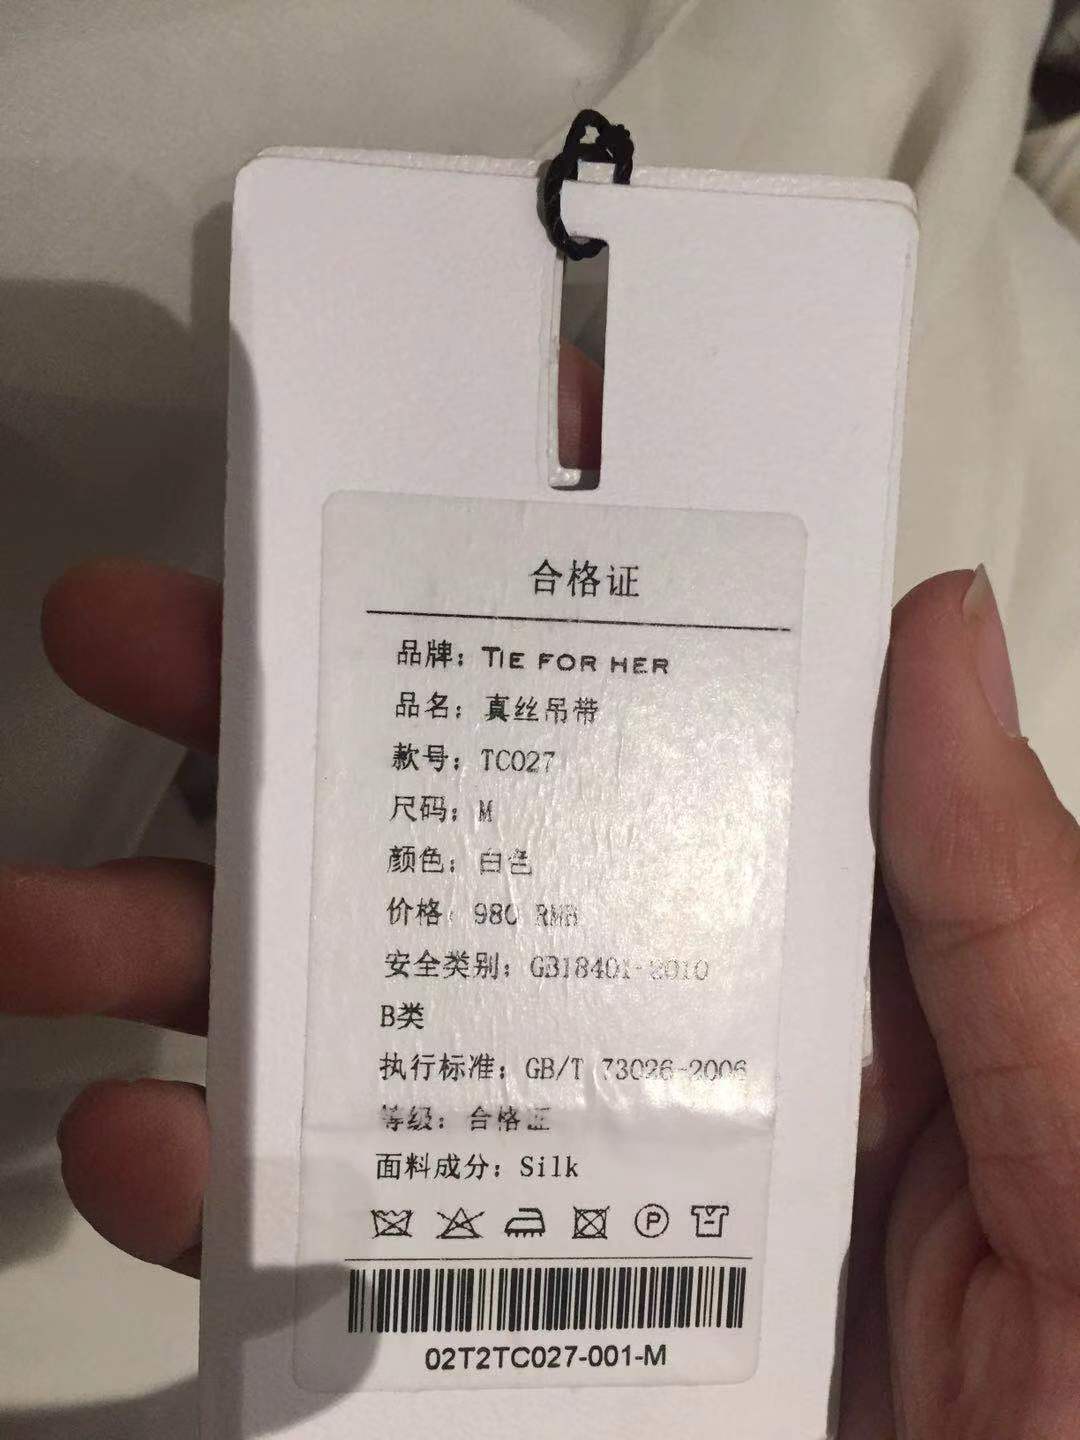 合格证
品牌：TIE FOR HER
品名：真丝吊带
款号：TC027
尺码：M
颜色：白色
价格：980 RMB
安全类别：GB18401-2010
B类
执行标准：GB/T 73026-2006
等级：合格证
面料成分：Silk
P
02T2TC027-001-M